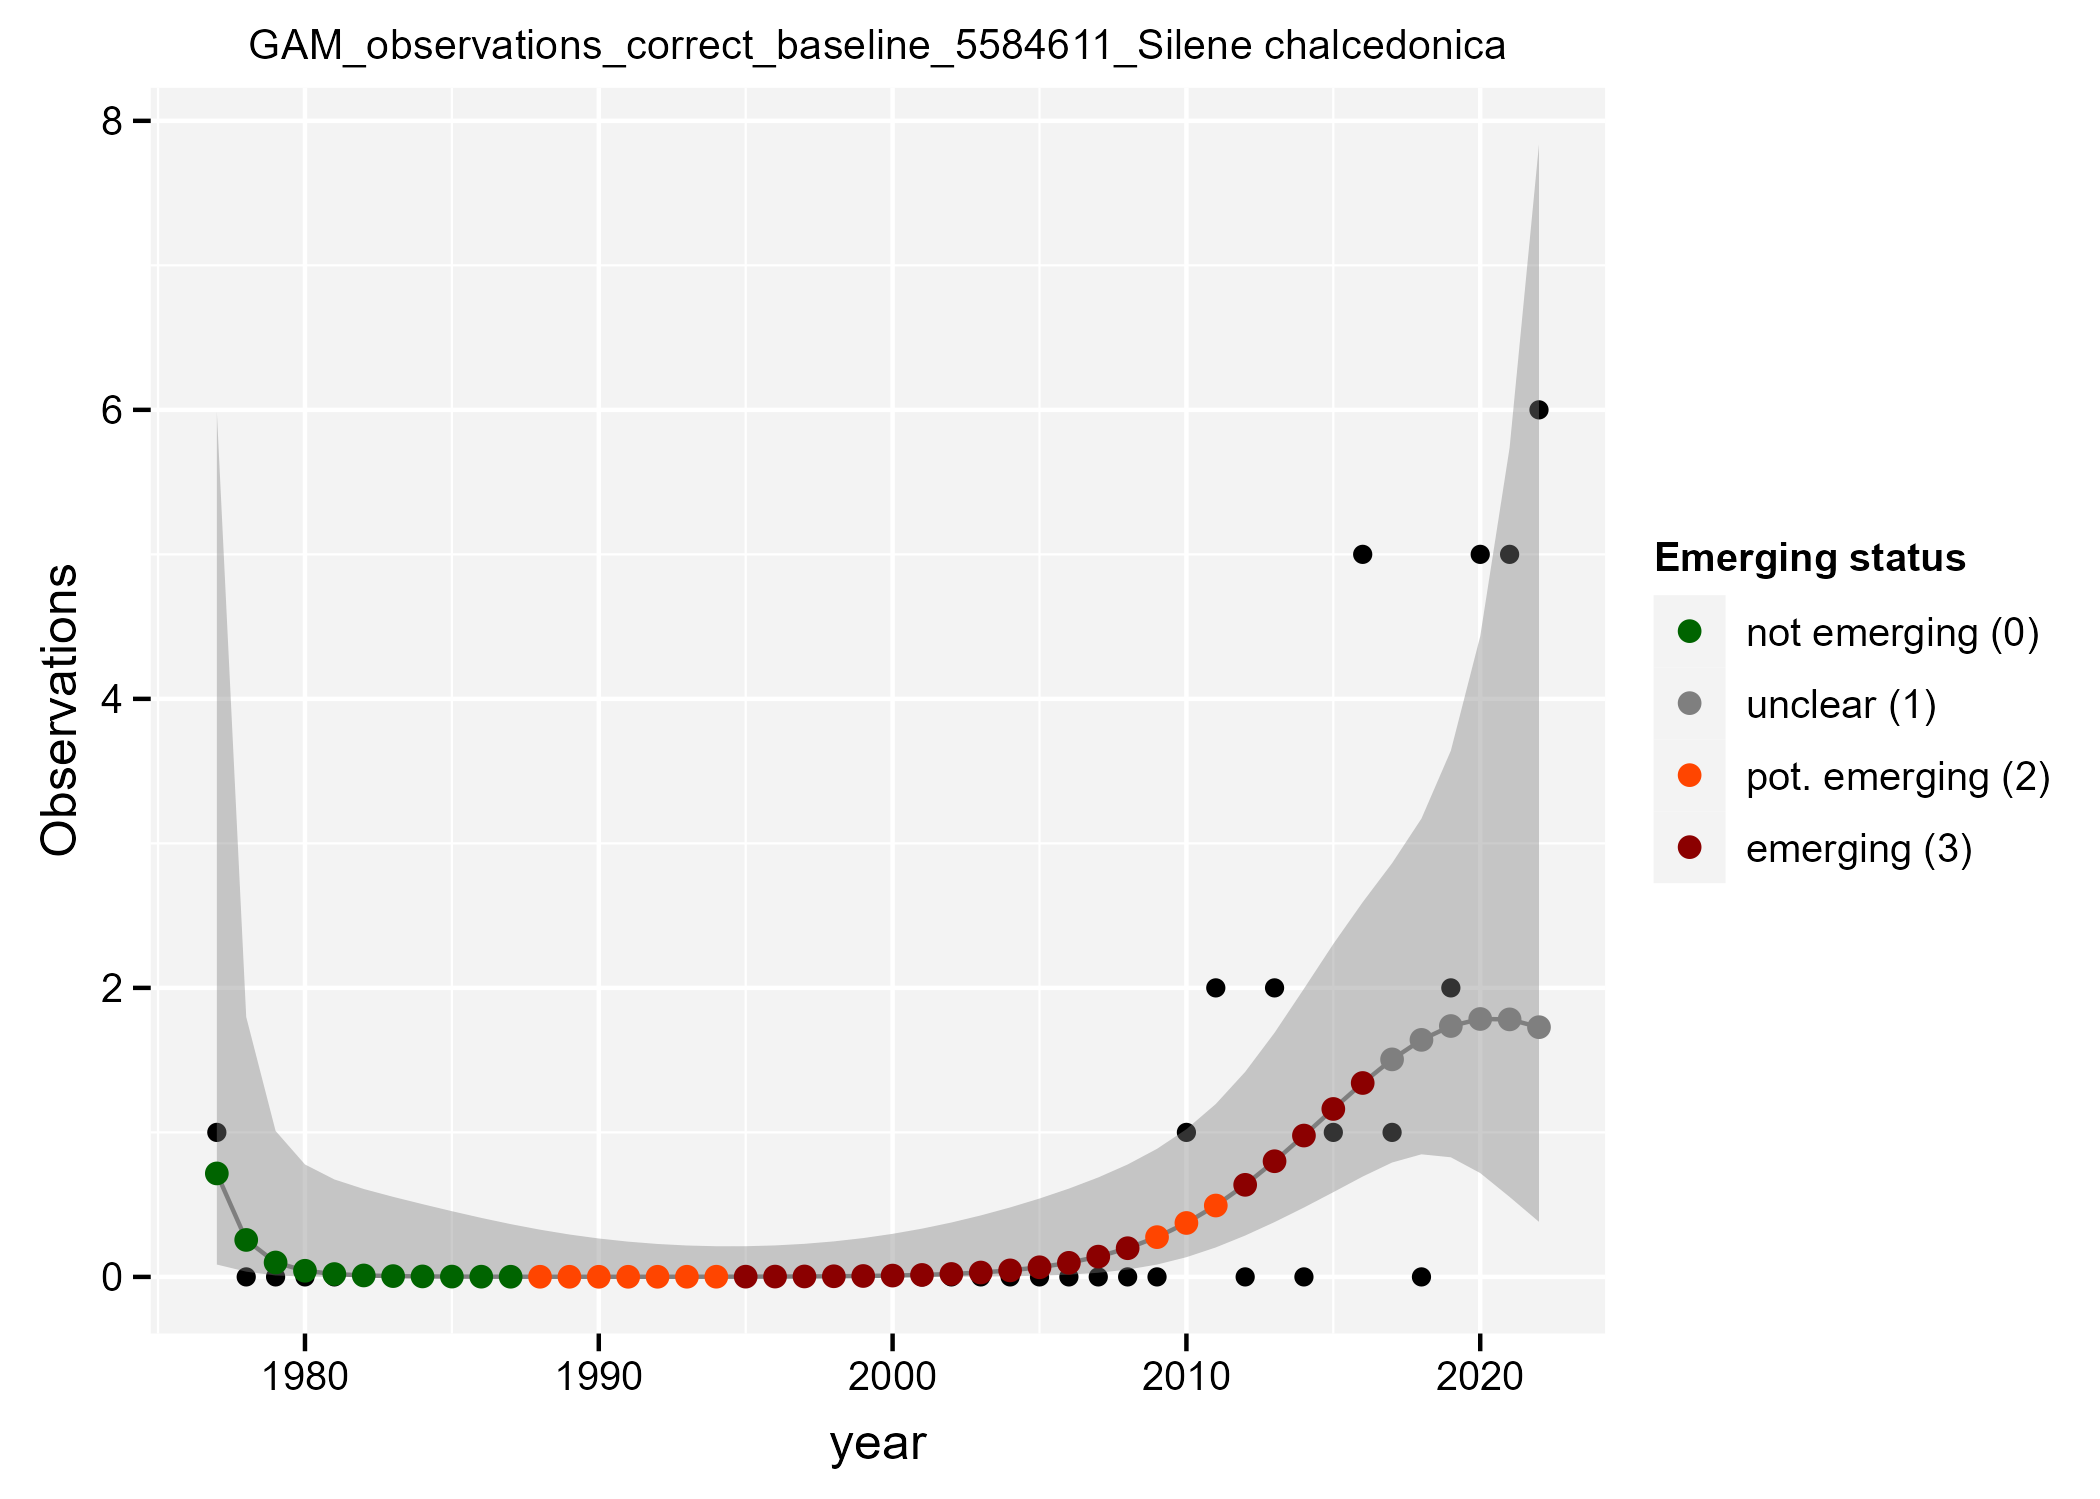 GAM_observations_correct_baseline_5584611_Silene chalcedonica
8
6
4
2
0
Observations
1980 1990 2000 2010 2020
year
Emerging status
not emerging (0)
unclear (1)
pot. emerging (2)
emerging (3)